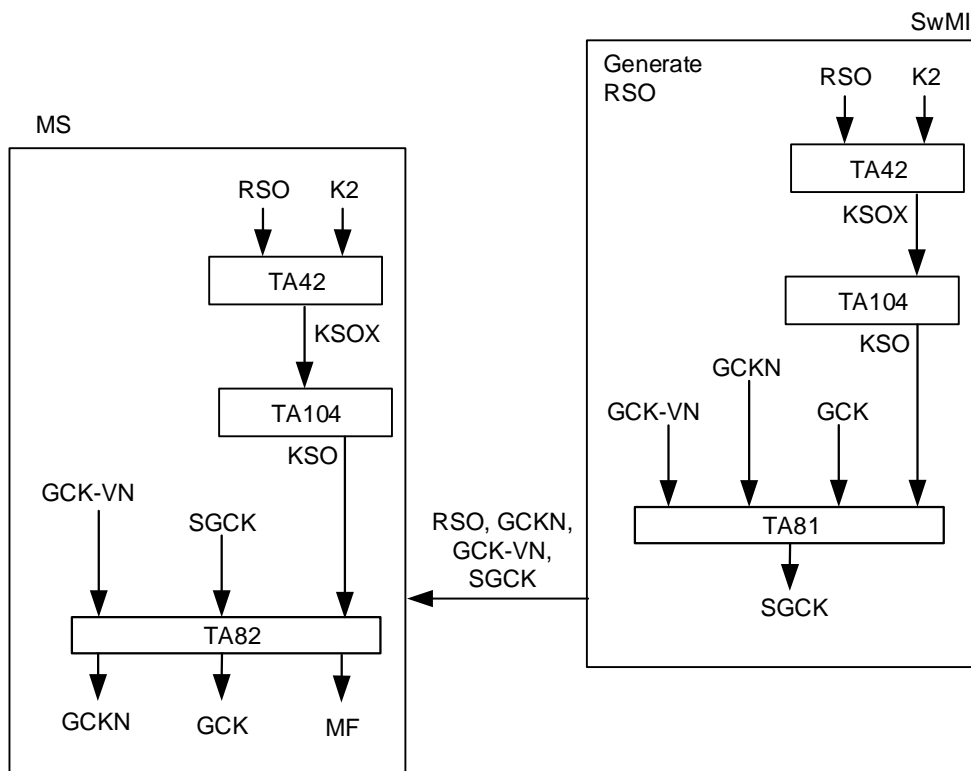 SwMI
Generate
RSO
RSO
K2
TA42
KSOX
TA104
KSO
GCKN
GCK-VN
GCK
TA81
SGCK
MS
RSO
K2
TA42
KSOX
TA104
KSO
GCK-VN
SGCK
TA82
GCKN
GCK
MF
RSO, GCKN,
GCK-VN,
SGCK